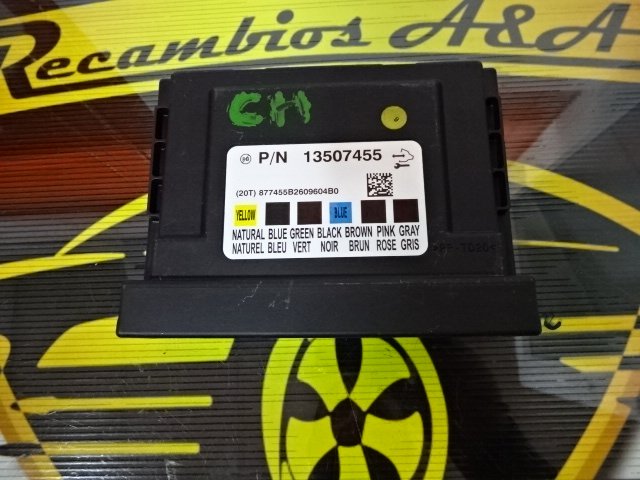 Recambios A&A
CH
P/N 13507455
(20T) 877455B2609604B0
YELLOW BLUE
NATURAL BLUE GREEN BLACK BROWN PINK GRAY
NATUREL BLEU VERT NOIR BRUN ROSE GRIS